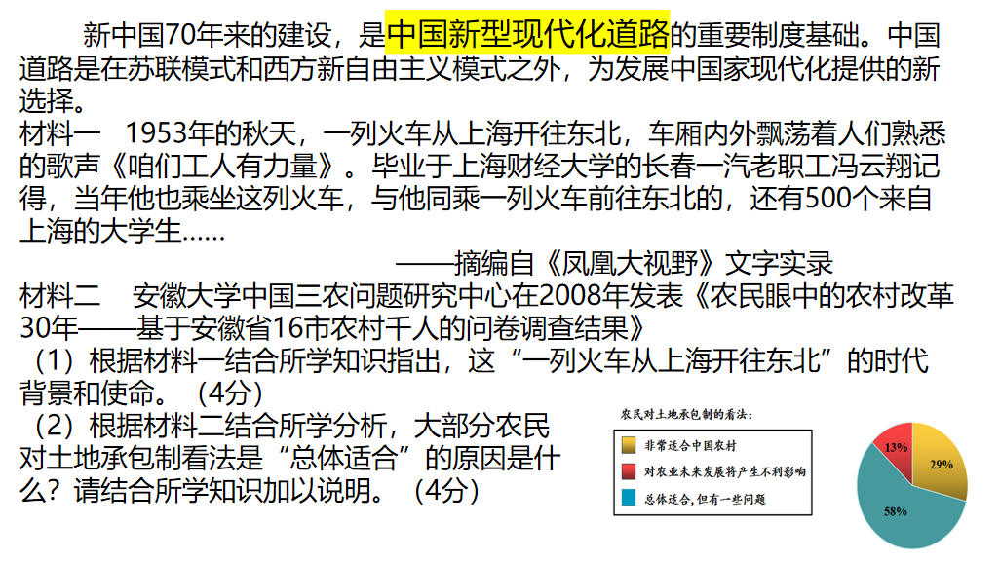 新中国70年来的建设，是中国新型现代化道路的重要制度基础。中国
道路是在苏联模式和西方新自由主义模式之外，为发展中国家现代化提供的新
选择。
材料一 1953年的秋天，一列火车从上海开往东北，车厢内外飘荡着人们熟悉
的歌声《咱们工人有力量》。毕业于上海财经大学的长春一汽老职工冯云翔记
得，当年他也乘坐这列火车，与他同乘一列火车前往东北的，还有500个来自
上海的大学生……
——摘编自《凤凰大视野》文字实录
材料二 安徽大学中国三农问题研究中心在2008年发表《农民眼中的农村改革
30年——基于安徽省16市农村千人的问卷调查结果》
（1）根据材料一结合所学知识指出，这“一列火车从上海开往东北”的时代
背景和使命。（4分）
（2）根据材料二结合所学分析，大部分农民
对土地承包制看法是“总体适合”的原因是什
么？请结合所学知识加以说明。（4分）
农民对土地承包制的看法：
非常适合中国农村
对农业未来发展将产生不利影响
总体适合，但有一些问题
13%
29%
58%